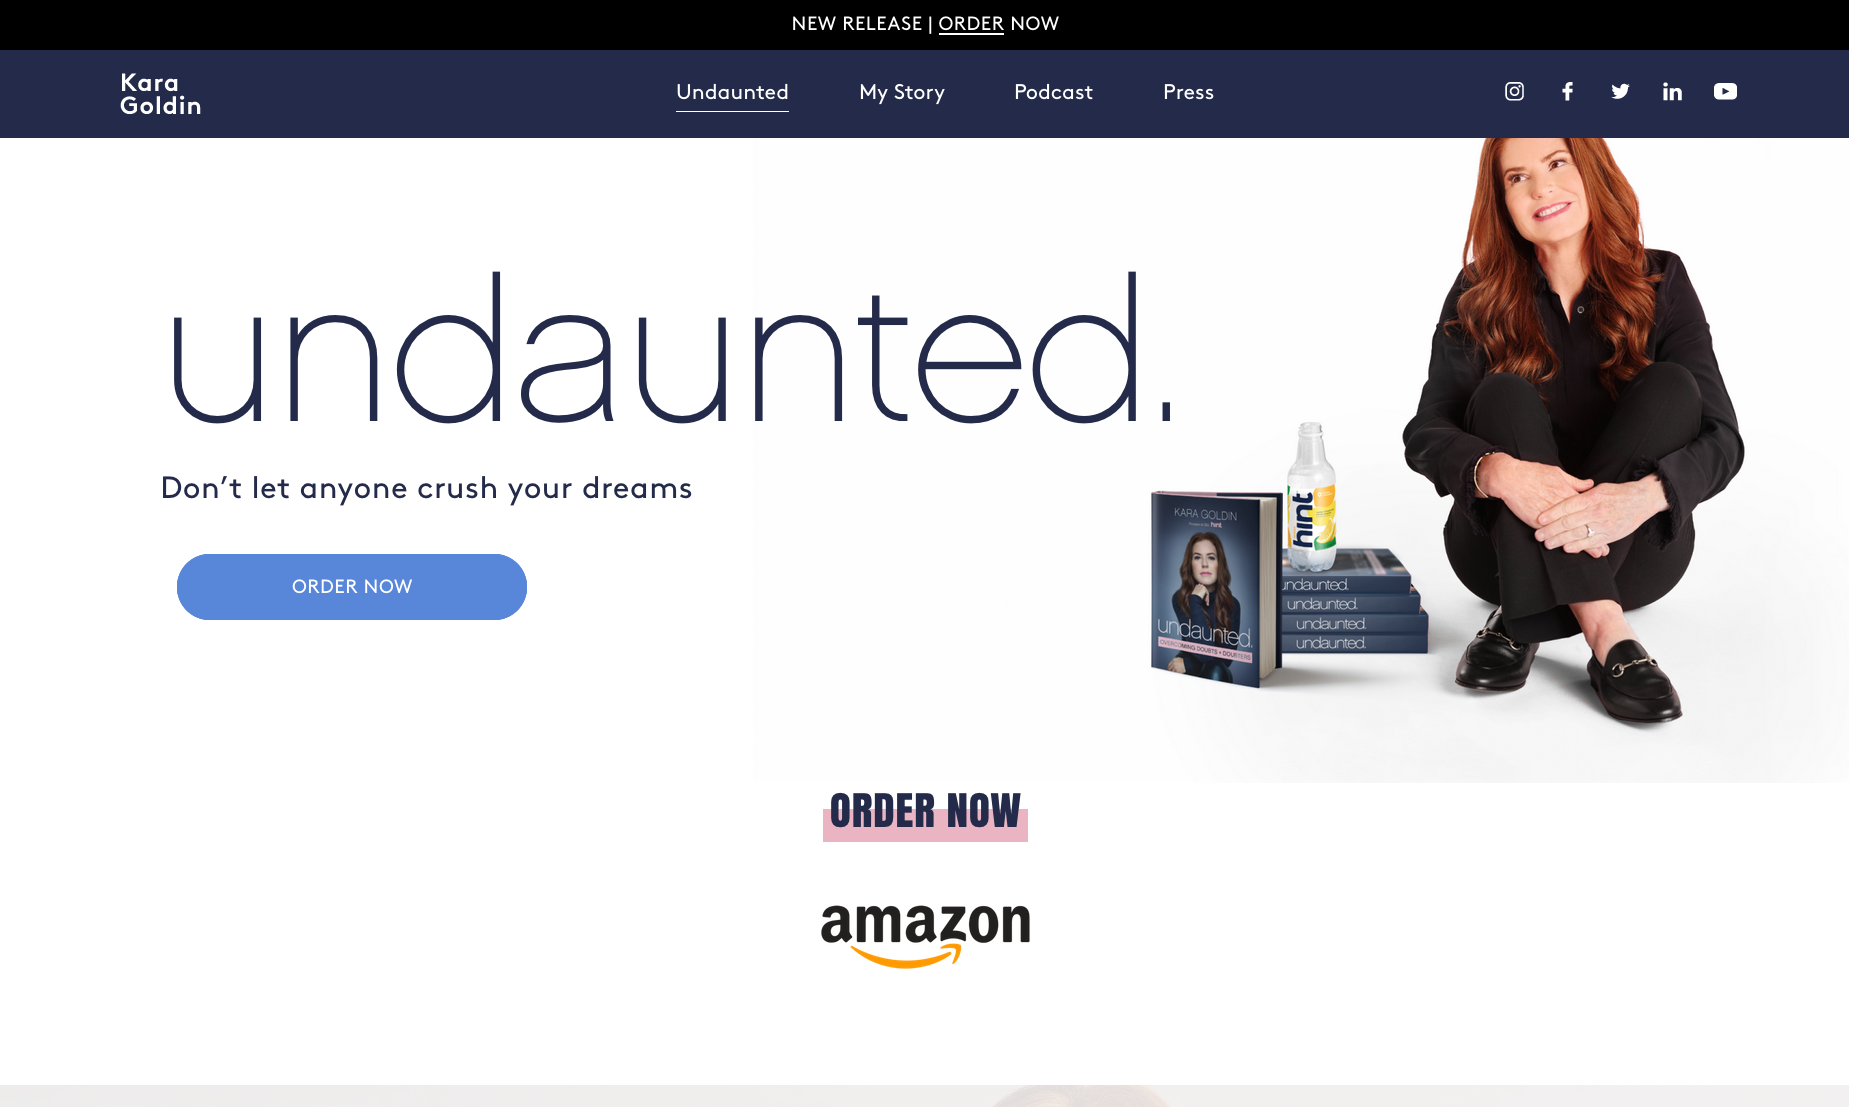 NEW RELEASE | ORDER NOW
Kara
Goldin
Undaunted
My Story
Podcast
Press
undaunted.
Don’t let anyone crush your dreams
ORDER NOW
KARA GOLDIN
hint
undaunted.
OVERCOMING DOUBTS + DOUBTERS
hint
undaunted.
undaunted.
undaunted.
undaunted.
ORDER NOW
amazon